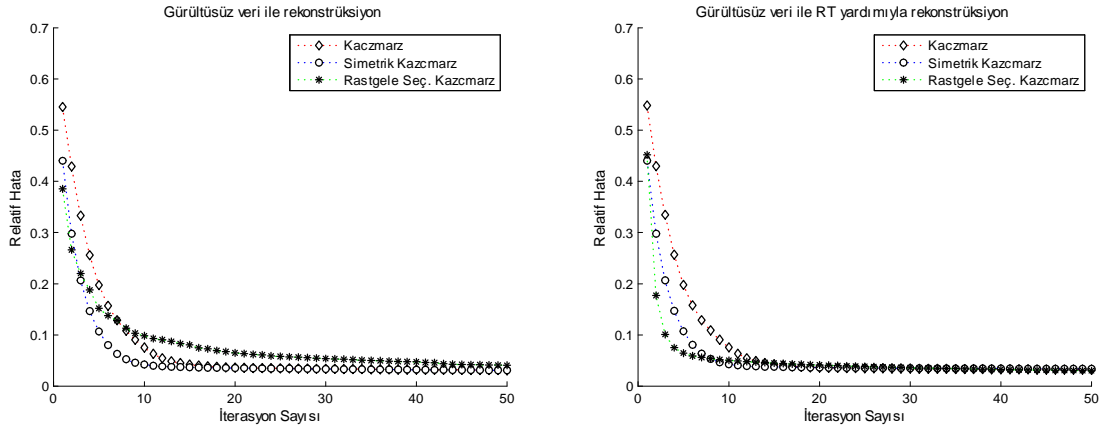 Gürültüsüz veri ile rekonstrüksiyon
0.7
0.6
0.5
0.4
0.3
0.2
0.1
0
Relatif Hata
Kaczmarz
Simetrik Kazcmarz
Rastgele Seç. Kazcmarz
0 10 20 30 40 50
İterasyon Sayısı
Gürültüsüz veri ile RT yardımıyla rekonstrüksiyon
0.7
0.6
0.5
0.4
0.3
0.2
0.1
0
Relatif Hata
Kaczmarz
Simetrik Kazcmarz
Rastgele Seç. Kazcmarz
0 10 20 30 40 50
İterasyon Sayısı